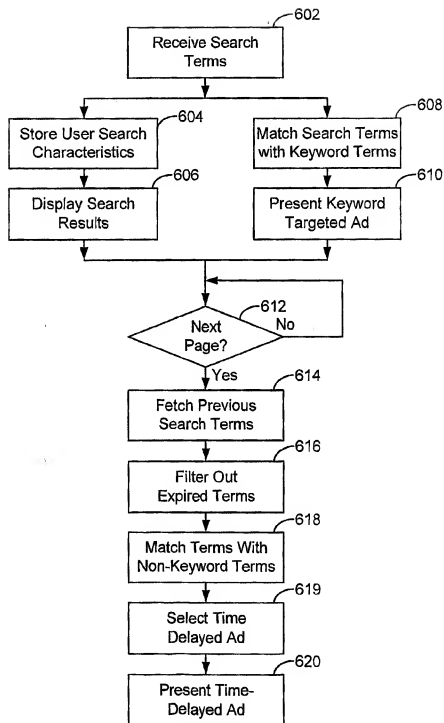 602
Receive Search
Terms
604
Store User Search
Characteristics
608
Match Search Terms
with Keyword Terms
606
Display Search
Results
610
Present Keyword
Targeted Ad
612
Next
Page?
No
Yes
614
Fetch Previous
Search Terms
616
Filter Out
Expired Terms
618
Match Terms With
Non-Keyword Terms
619
Select Time
Delayed Ad
620
Present Time-
Delayed Ad